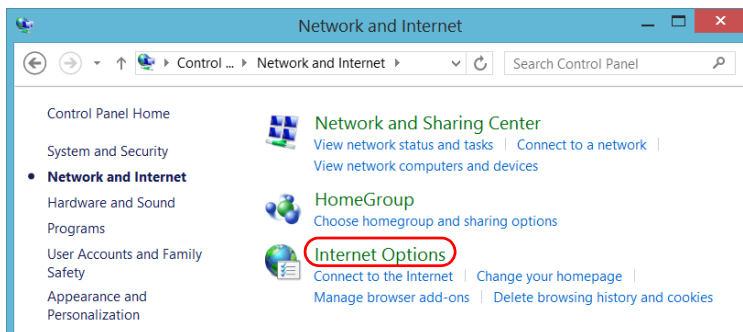 Network and Internet
Control ... Network and Internet
Search Control Panel
Control Panel Home
System and Security
Network and Internet
Hardware and Sound
Programs
User Accounts and Family
Safety
Appearance and
Personalization
Network and Sharing Center
View network status and tasks | Connect to a network |
View network computers and devices
HomeGroup
Choose homegroup and sharing options
Internet Options
Connect to the Internet | Change your homepage |
Manage browser add-ons | Delete browsing history and cookies